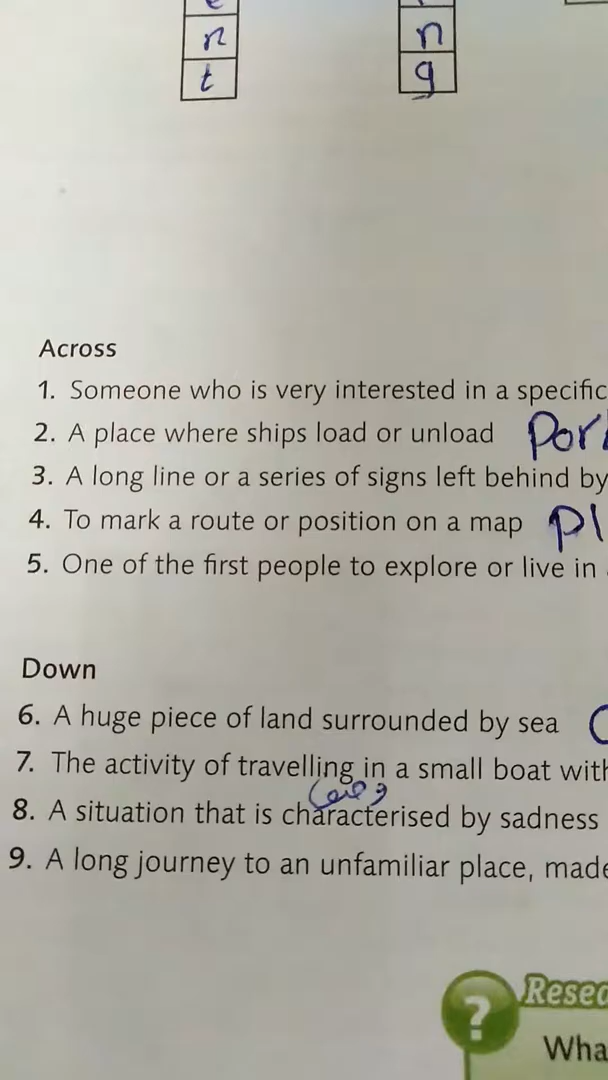 n n
t g
Across
1. Someone who is very interested in a specific
2. A place where ships load or unload Por
3. A long line or a series of signs left behind by
4. To mark a route or position on a map pl
5. One of the first people to explore or live in
Down
6. A huge piece of land surrounded by sea
7. The activity of travelling in a small boat with
8. A situation that is characterised by sadness
9. A long journey to an unfamiliar place, made
?